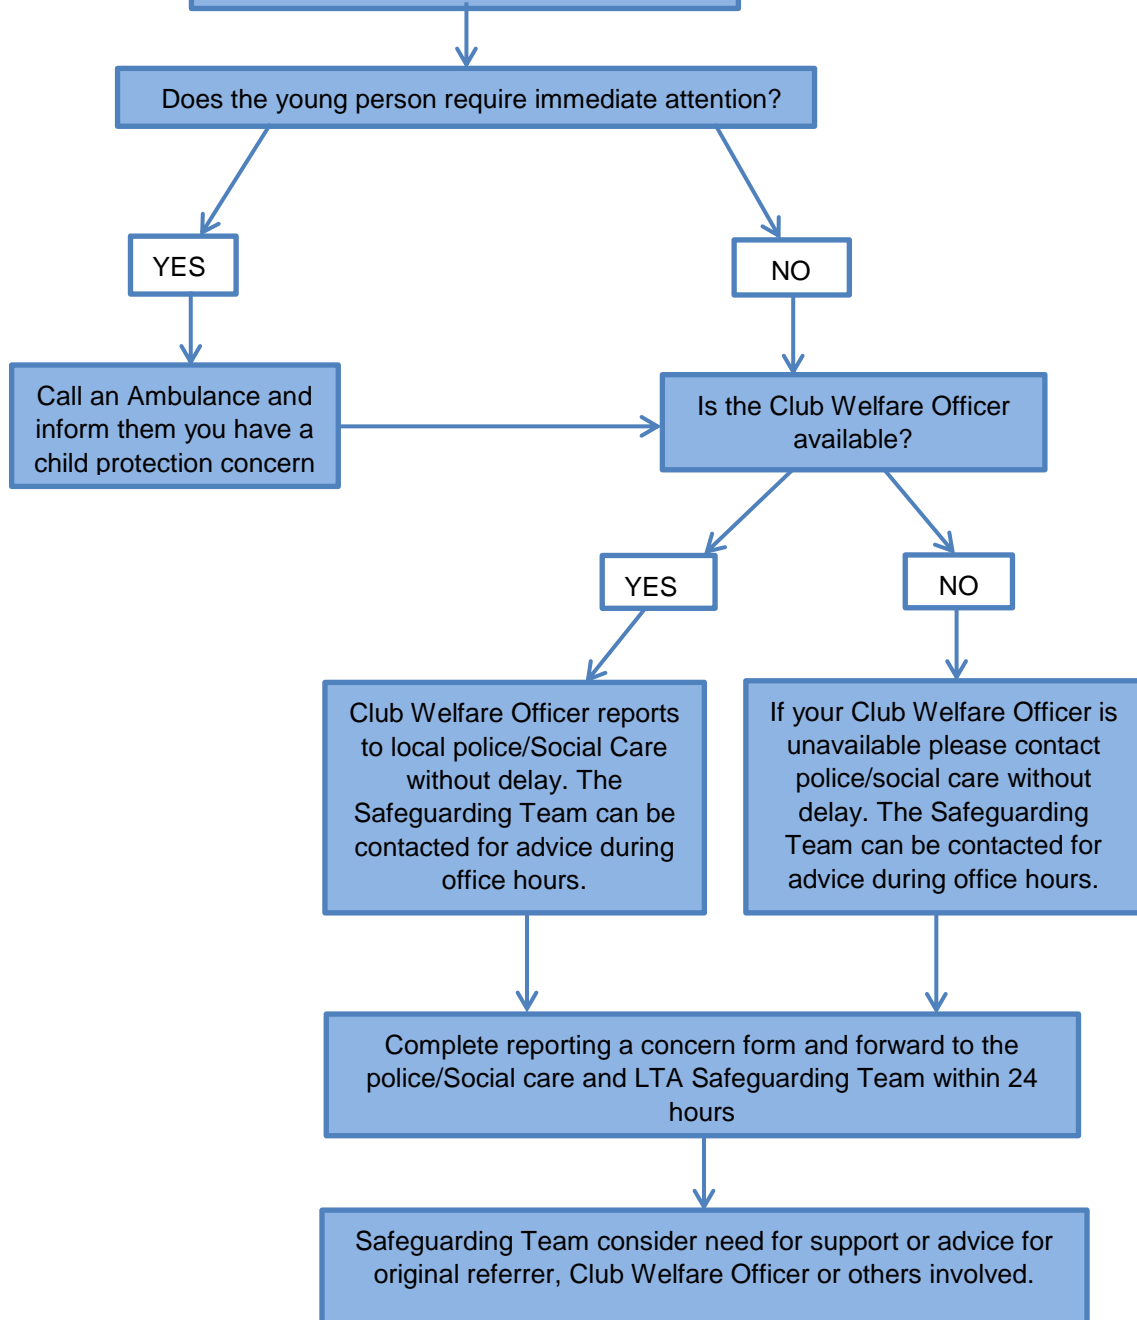 Does the young person require immediate attention?
YES
NO
Call an Ambulance and
inform them you have a
child protection concern
Is the Club Welfare Officer
available?
YES
NO
Club Welfare Officer reports
to local police/Social Care
without delay. The
Safeguarding Team can be
contacted for advice during
office hours.
If your Club Welfare Officer is
unavailable please contact
police/social care without
delay. The Safeguarding
Team can be contacted for
advice during office hours.
Complete reporting a concern form and forward to the
police/Social care and LTA Safeguarding Team within 24
hours
Safeguarding Team consider need for support or advice for
original referrer, Club Welfare Officer or others involved.